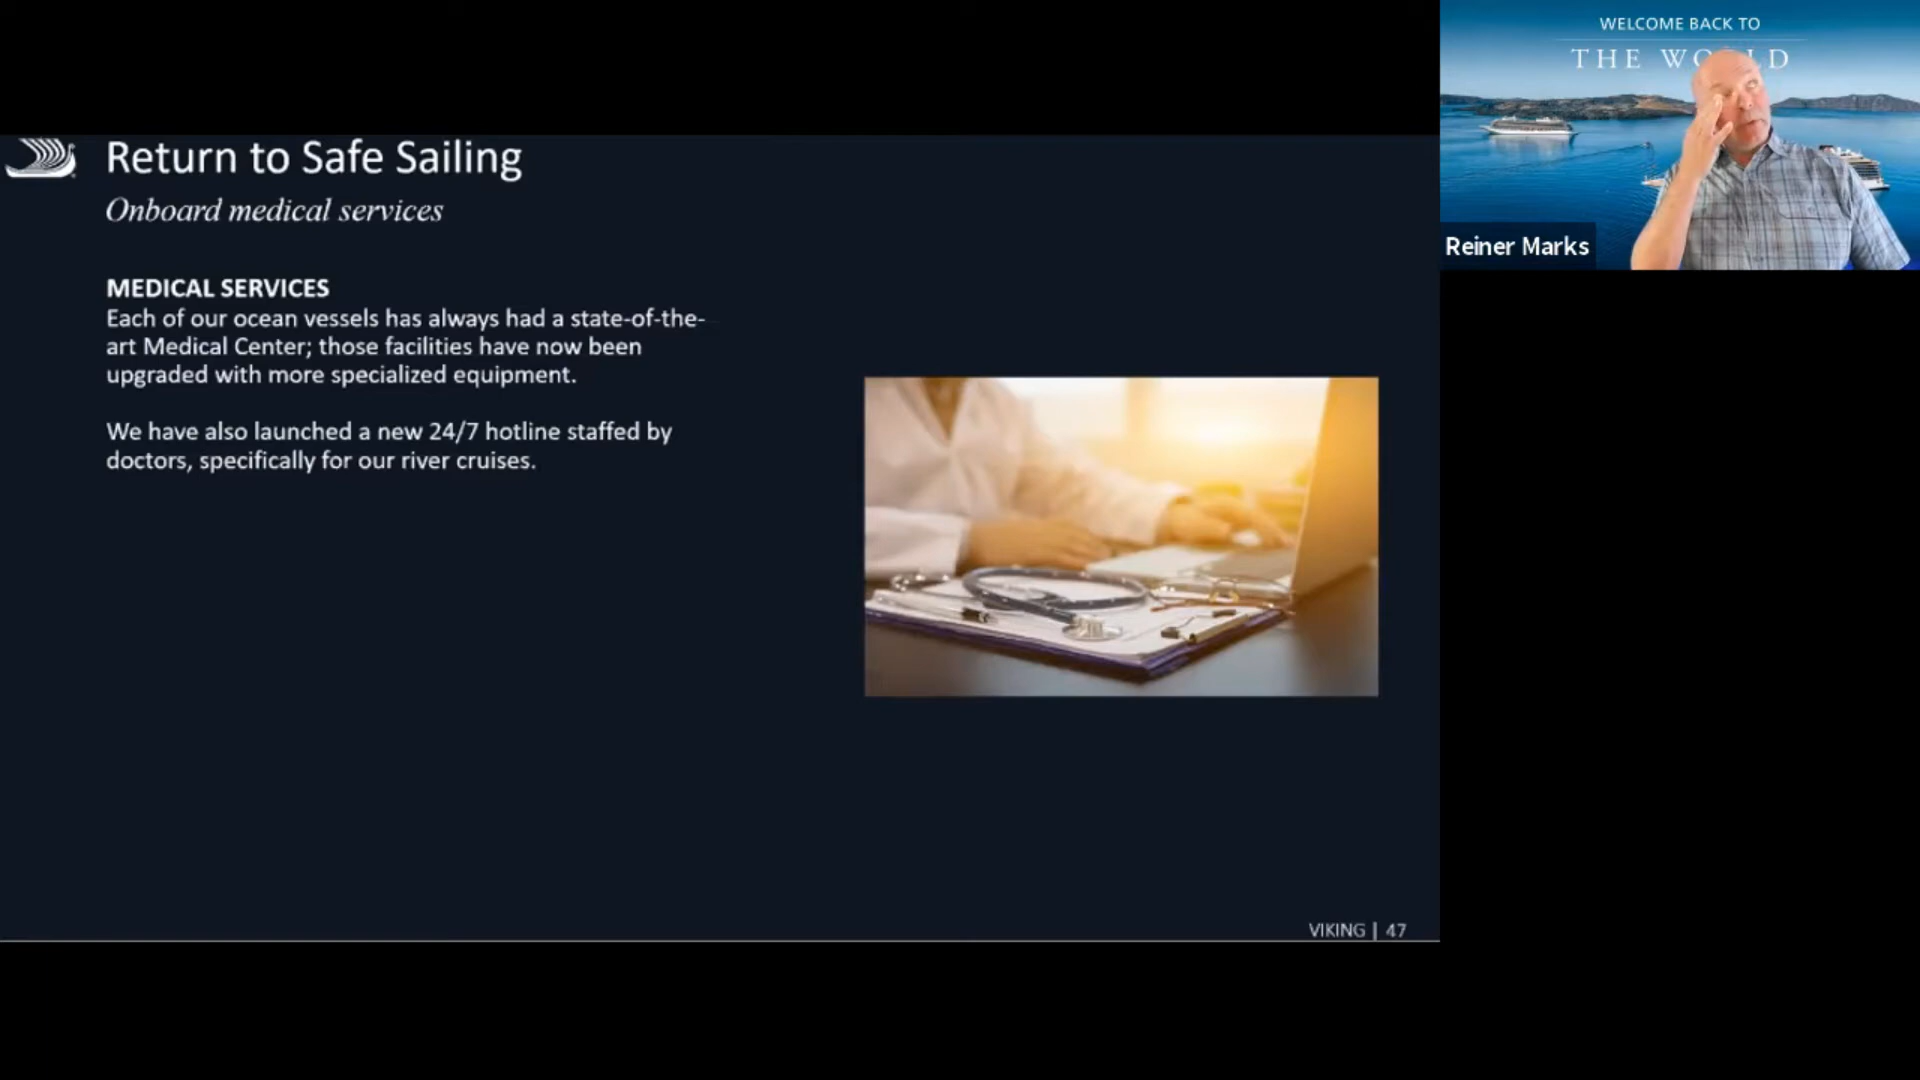 WELCOME BACK TO
THE WORLD
Reiner Marks
Return to Safe Sailing
Onboard medical services
MEDICAL SERVICES
Each of our ocean vessels has always had a state-of-the-
art Medical Center; those facilities have now been
upgraded with more specialized equipment.
We have also launched a new 24/7 hotline staffed by
doctors, specifically for our river cruises.
VIKING | 47